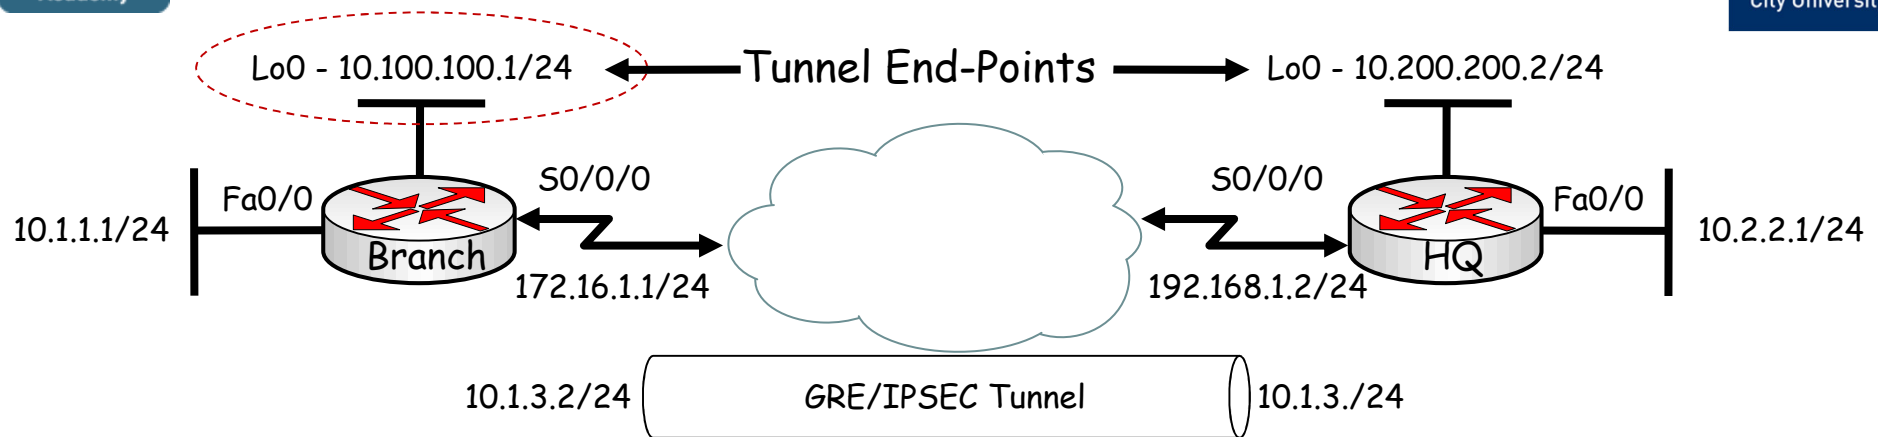 Academy
City Universit
Lo0 - 10.100.100.1/24
Tunnel End-Points
Lo0 - 10.200.200.2/24
Fa0/0
S0/0/0
S0/0/0
Fa0/0
10.1.1.1/24
Branch
HQ
10.2.2.1/24
172.16.1.1/24
192.168.1.2/24
10.1.3.2/24
GRE/IPSEC Tunnel
10.1.3./24